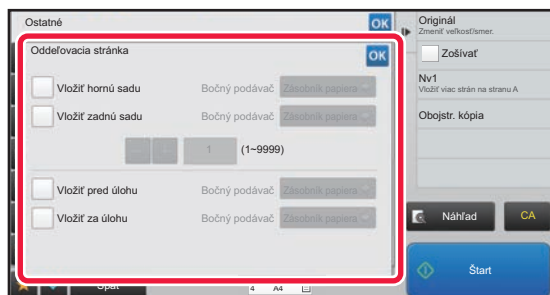 Ostatné
OK
Oddeľovacia stránka
OK
Vložiť hornú sadu
Bočný podávač
Zásobník papiera
Vložiť zadnú sadu
Bočný podávač
Zásobník papiera
1
(1~9999)
Vložiť pred úlohu
Bočný podávač
Zásobník papiera
Vložiť za úlohu
Bočný podávač
Zásobník papiera
Späť
4 A4
Originál
Zmeniť veľkosť/smer.
Zošívať
Nv1
Vložiť viac strán na stranu A
Obojstr. kópia
Náhľad
CA
Štart